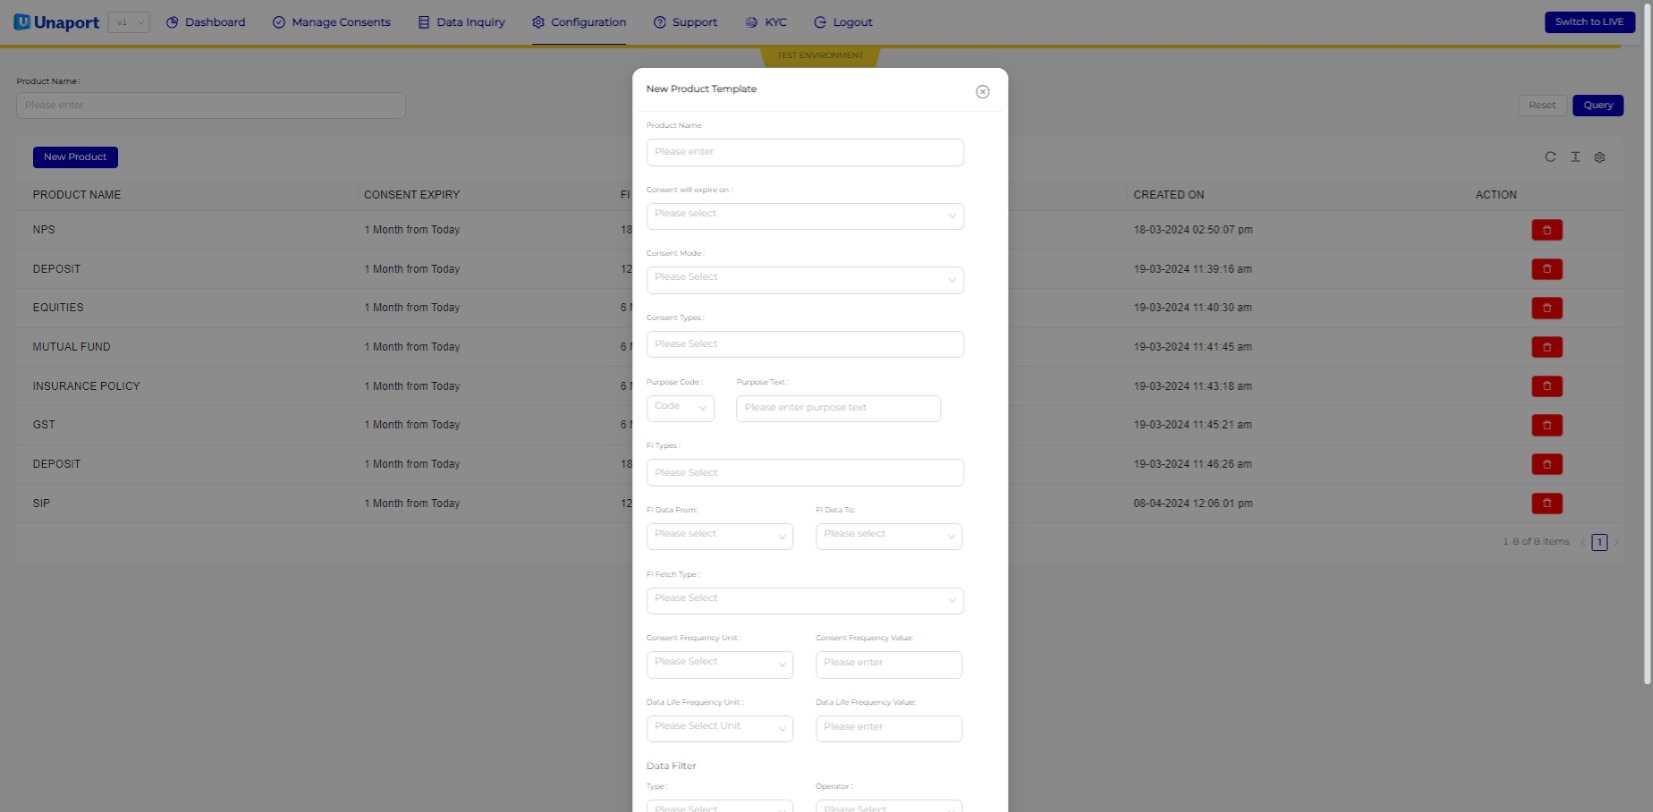 Unaport v1 Dashboard Manage Consents Data Inquiry Configuration Support KYC Logout Switch to LIVE
TEST ENVIRONMENT
Product Name:
Please enter
Reset Query
New Product
PRODUCT NAME CONSENT EXPIRY FI CREATED ON ACTION
NPS 1 Month from Today 18 18-03-2024 02:50:07 pm
DEPOSIT 1 Month from Today 12 19-03-2024 11:39:16 am
EQUITIES 1 Month from Today 6 19-03-2024 11:40:30 am
MUTUAL FUND 1 Month from Today 6 19-03-2024 11:41:45 am
INSURANCE POLICY 1 Month from Today 6 19-03-2024 11:43:18 am
GST 1 Month from Today 6 19-03-2024 11:45:21 am
DEPOSIT 1 Month from Today 18 19-03-2024 11:46:26 am
SIP 1 Month from Today 12 08-04-2024 12:06:01 pm
1-8 of 8 items < 1 >
New Product Template
Product Name
Please enter
Consent will expire on :
Please select
Consent Mode :
Please Select
Consent Types :
Please Select
Purpose Code : Purpose Text :
Code Please enter purpose text
FI Types :
Please Select
FI Data From: FI Data To:
Please select Please select
FI Fetch Type :
Please Select
Consent Frequency Unit : Consent Frequency Value:
Please Select Please enter
Data Life Frequency Unit : Data Life Frequency Value:
Please Select Unit Please enter
Data Filter
Type : Operator :
Please Select Please Select